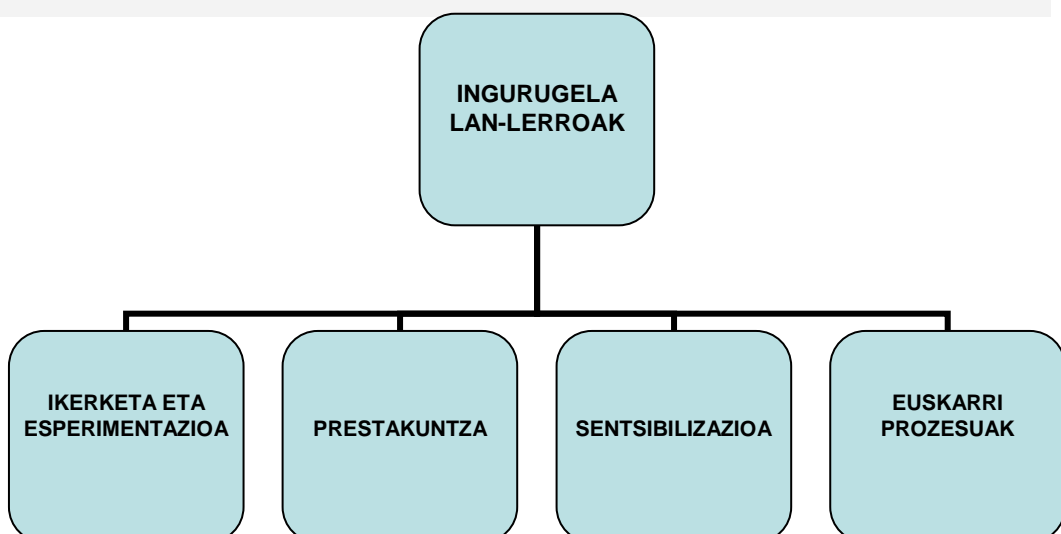 INGURUGELA
LAN-LERROAK
IKERKETA ETA
ESPERIMENTAZIOA
PRESTAKUNTZA
SENTSIBILIZAZIOA
EUSKARRI
PROZESUAK